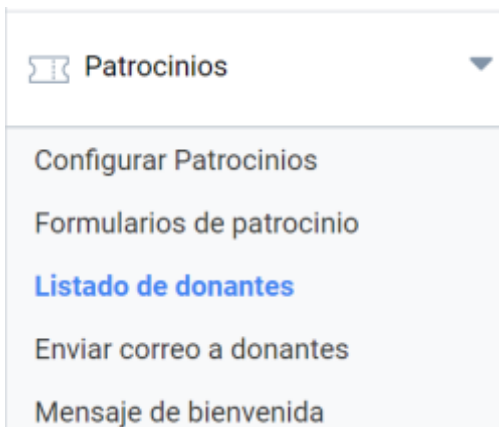 Patrocinios
Configurar Patrocinios
Formularios de patrocinio
Listado de donantes
Enviar correo a donantes
Mensaje de bienvenida